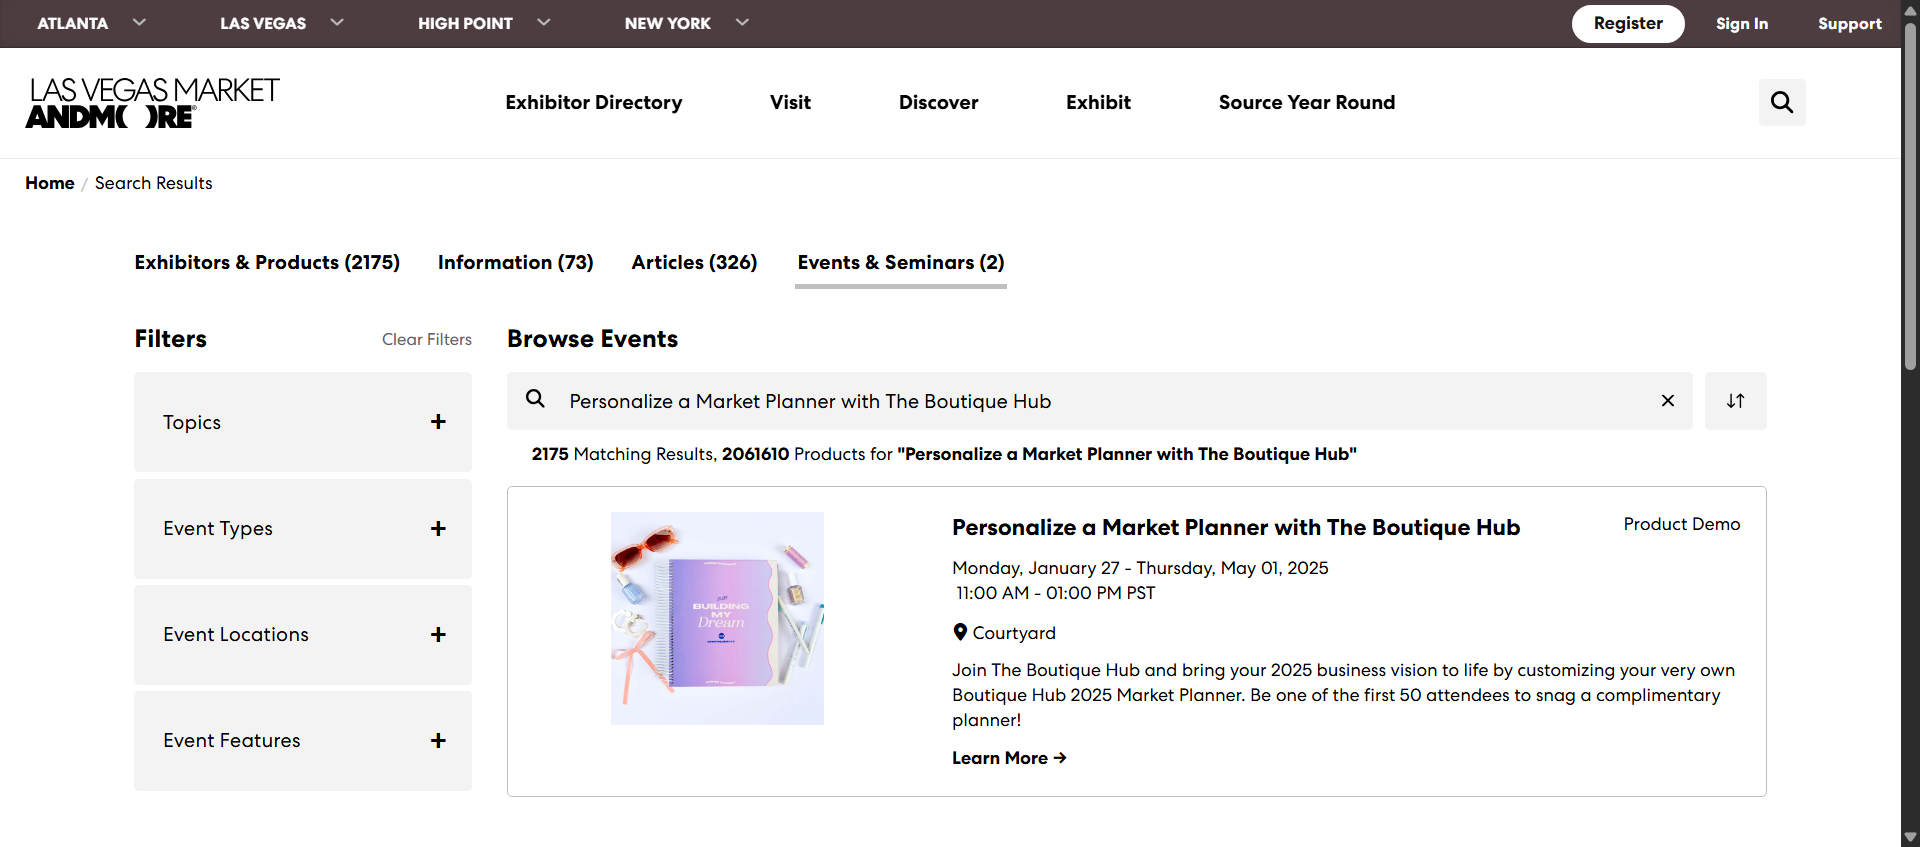 ATLANTA
LAS VEGAS
HIGH POINT
NEW YORK
Register
Sign In
Support
LAS VEGAS MARKET
ANDMORE®
Exhibitor Directory
Visit
Discover
Exhibit
Source Year Round
Home / Search Results
Exhibitors & Products (2175)
Information (73)
Articles (326)
Events & Seminars (2)
Filters
Clear Filters
Topics
Event Types
Event Locations
Event Features
Browse Events
Personalize a Market Planner with The Boutique Hub
2175 Matching Results, 2061610 Products for "Personalize a Market Planner with The Boutique Hub"
BUILDING
MY
Dream
Personalize a Market Planner with The Boutique Hub
Product Demo
Monday, January 27 - Thursday, May 01, 2025
11:00 AM - 01:00 PM PST
Courtyard
Join The Boutique Hub and bring your 2025 business vision to life by customizing your very own
Boutique Hub 2025 Market Planner. Be one of the first 50 attendees to snag a complimentary
planner!
Learn More